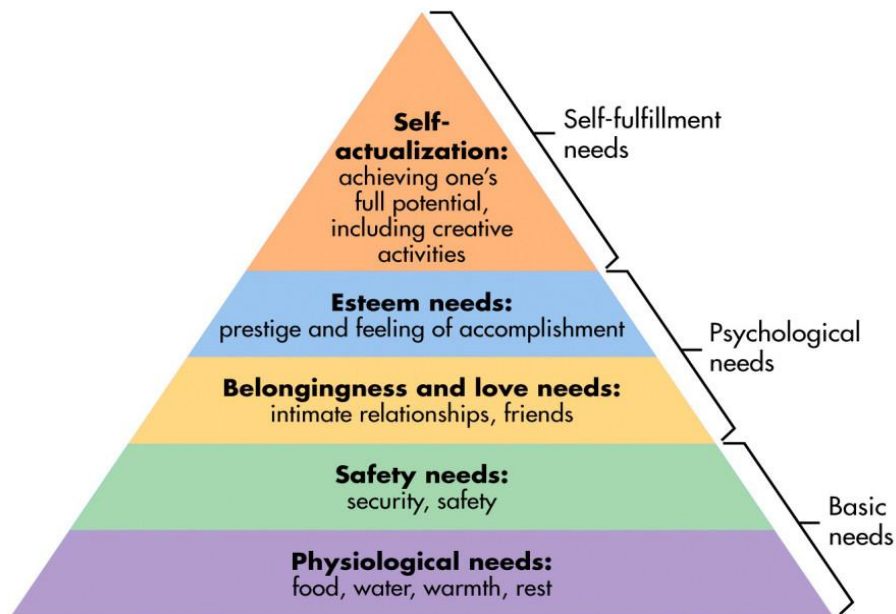 Self-
actualization:
achieving one's
full potential,
including creative
activities
Self-fulfillment
needs
Esteem needs:
prestige and feeling of accomplishment
Belongingness and love needs:
intimate relationships, friends
Psychological
needs
Safety needs:
security, safety
Physiological needs:
food, water, warmth, rest
Basic
needs